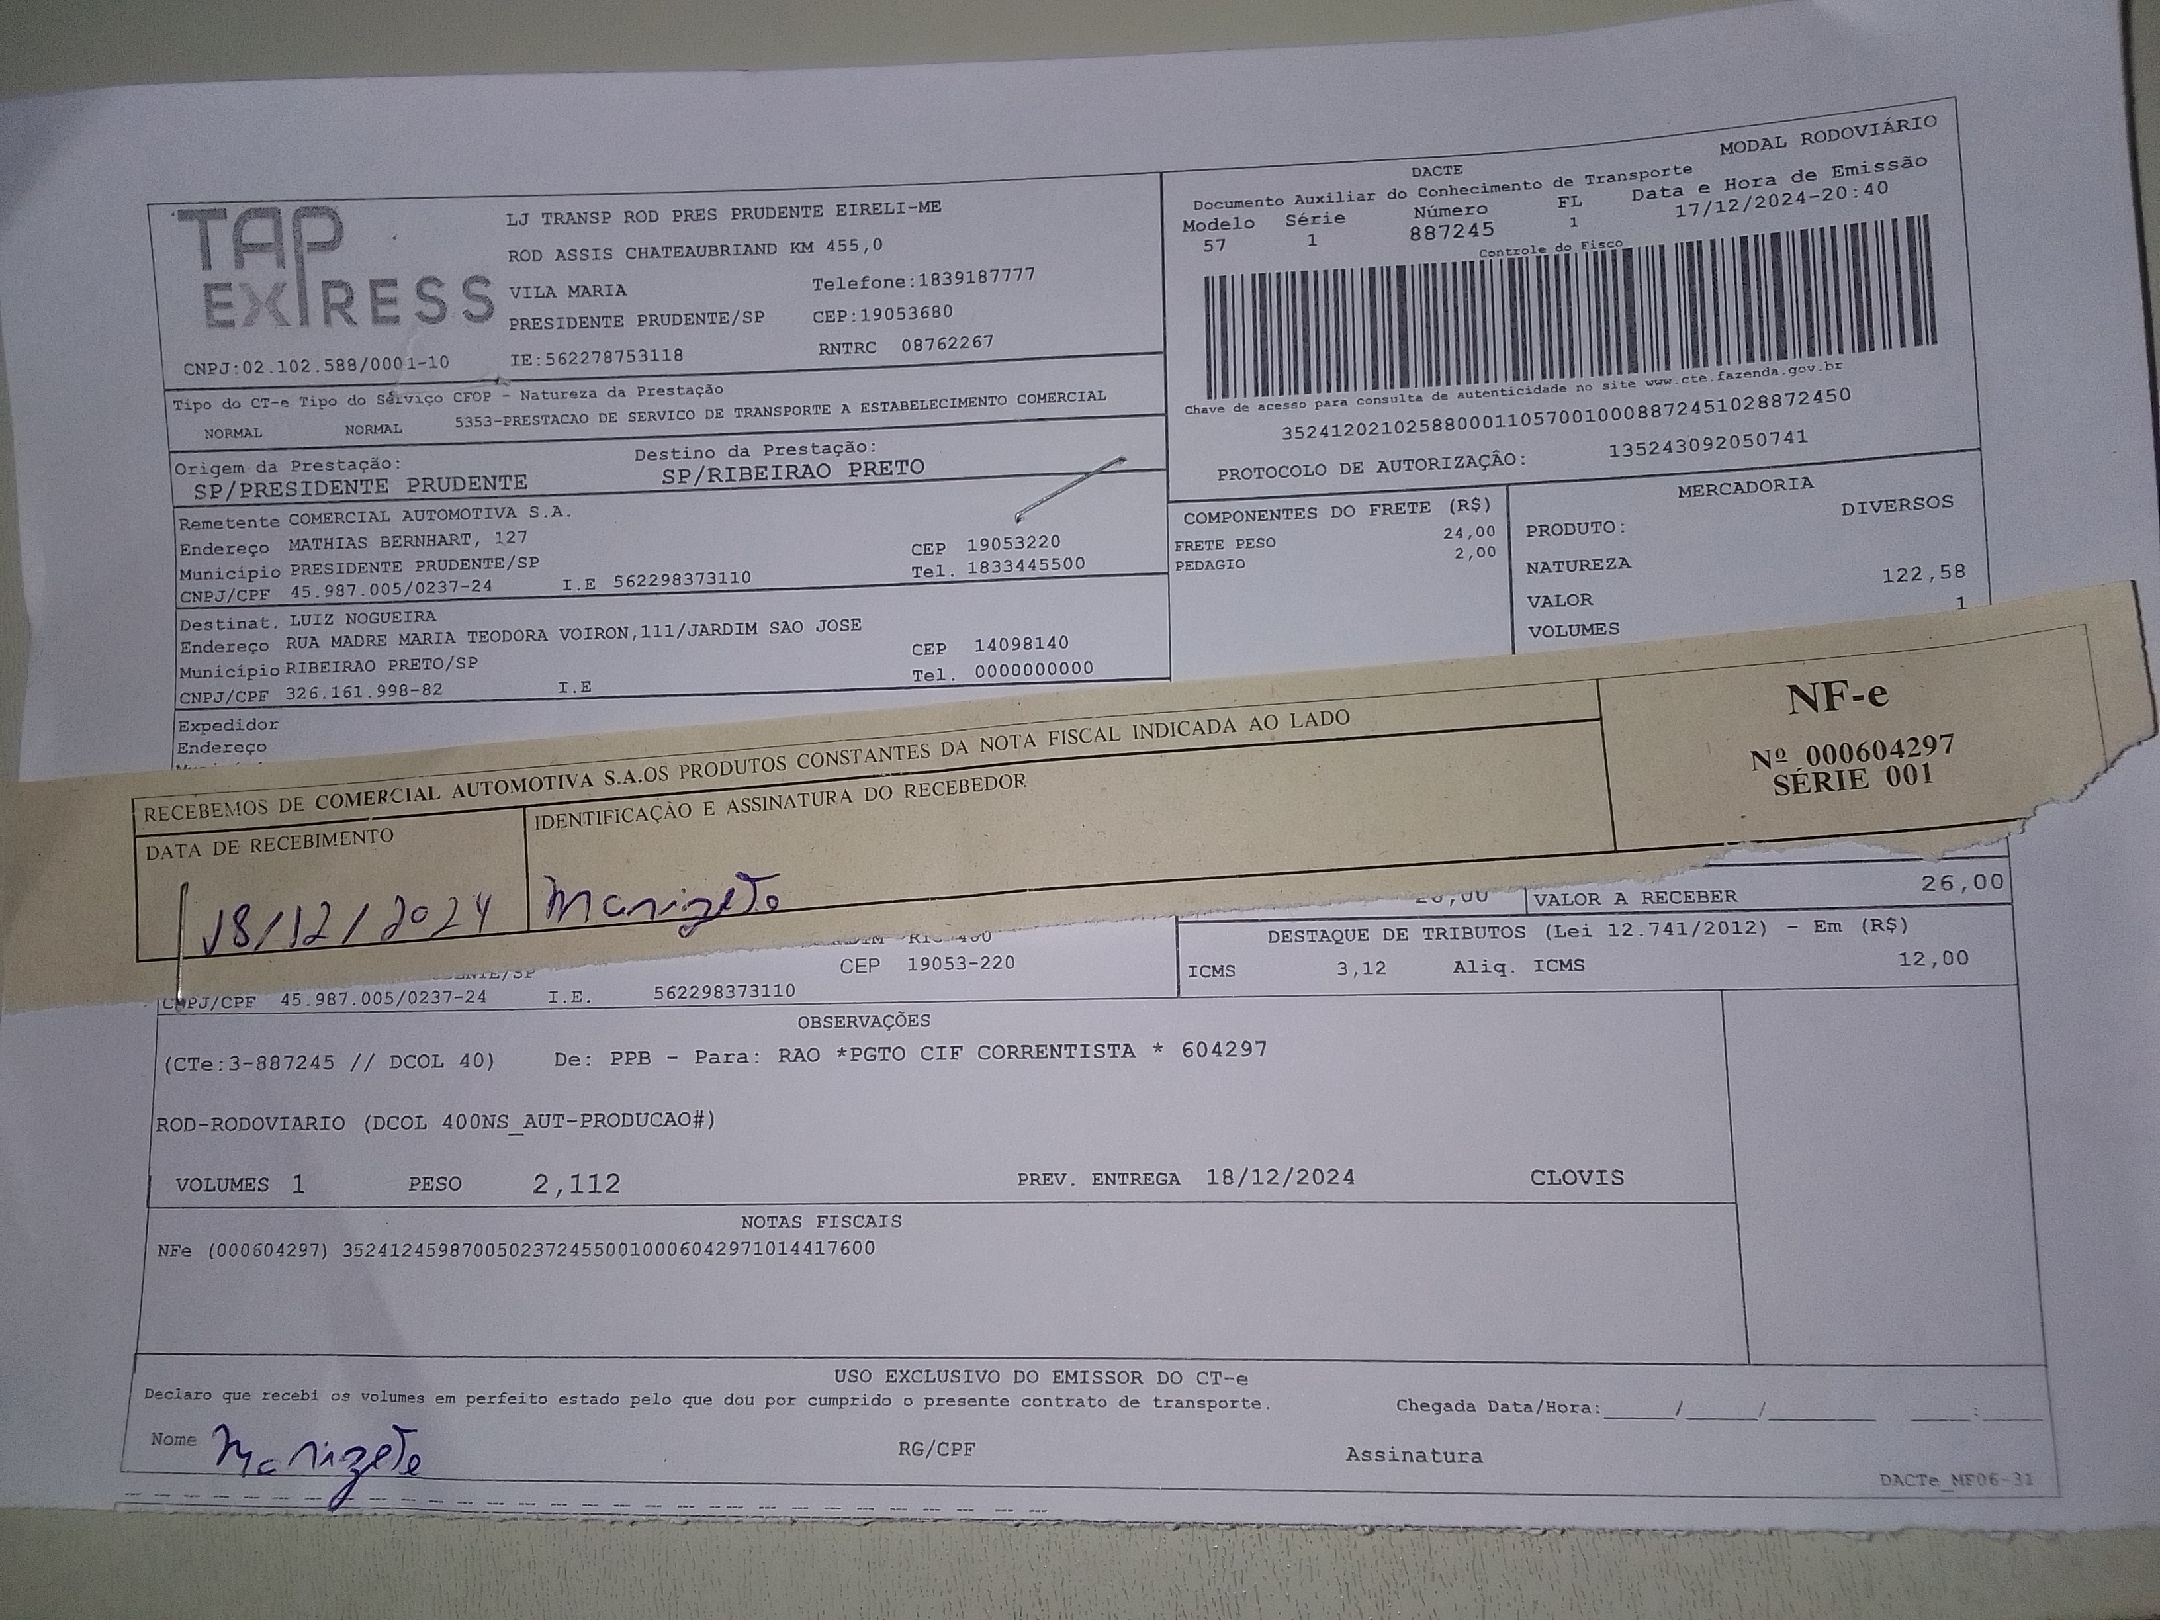 TAP
EXPRESS
LJ TRANSP ROD PRES PRUDENTE EIRELI-ME
ROD ASSIS CHATEAUBRIAND KM 455,0
VILA MARIA Telefone:1839187777
PRESIDENTE PRUDENTE/SP CEP:19053680
CNPJ:02.102.588/0001-10 IE:562278753118 RNTRC 08762267
DACTE MODAL RODOVIÁRIO
Documento Auxiliar do Conhecimento de Transporte
Modelo Série Número FL Data e Hora de Emissão
57 1 887245 1 17/12/2024-20:40
Controle do Fisco
Chave de acesso para consulta de autenticidade no site www.cte.fazenda.gov.br
35241202102588000110570010008872451028872450
PROTOCOLO DE AUTORIZAÇÃO: 135243092050741
Tipo do CT-e Tipo do Serviço CFOP - Natureza da Prestação
NORMAL NORMAL 5353-PRESTACAO DE SERVICO DE TRANSPORTE A ESTABELECIMENTO COMERCIAL
Origem da Prestação: Destino da Prestação:
SP/PRESIDENTE PRUDENTE SP/RIBEIRAO PRETO
Remetente COMERCIAL AUTOMOTIVA S.A.
Endereço MATHIAS BERNHART, 127 CEP 19053220
Município PRESIDENTE PRUDENTE/SP Tel. 1833445500
CNPJ/CPF 45.987.005/0237-24 I.E 562298373110
Destinat. LUIZ NOGUEIRA
Endereço RUA MADRE MARIA TEODORA VOIRON,111/JARDIM SAO JOSE CEP 14098140
Município RIBEIRAO PRETO/SP Tel. 0000000000
CNPJ/CPF 326.161.998-82 I.E
Expedidor
Endereço
COMPONENTES DO FRETE (R$)
FRETE PESO 24,00
PEDAGIO 2,00
MERCADORIA
PRODUTO: DIVERSOS
NATUREZA
VALOR 122,58
VOLUMES 1
RECEBEMOS DE COMERCIAL AUTOMOTIVA S.A.OS PRODUTOS CONSTANTES DA NOTA FISCAL INDICADA AO LADO
DATA DE RECEBIMENTO IDENTIFICAÇÃO E ASSINATURA DO RECEBEDOR
18/12/2024 Marizete
NF-e
Nº 000604297
SÉRIE 001
VALOR A RECEBER 26,00
CEP 19053-220
CNPJ/CPF 45.987.005/0237-24 I.E. 562298373110
DESTAQUE DE TRIBUTOS (Lei 12.741/2012) - Em (R$)
ICMS 3,12 Aliq. ICMS 12,00
OBSERVAÇÕES
(CTe:3-887245 // DCOL 40) De: PPB - Para: RAO *PGTO CIF CORRENTISTA * 604297
ROD-RODOVIARIO (DCOL 400NS_AUT-PRODUCAO#)
VOLUMES 1 PESO 2,112 PREV. ENTREGA 18/12/2024 CLOVIS
NOTAS FISCAIS
NFe (000604297) 35241245987005023724550010006042971014417600
USO EXCLUSIVO DO EMISSOR DO CT-e
Declaro que recebi os volumes em perfeito estado pelo que dou por cumprido o presente contrato de transporte. Chegada Data/Hora:_____/_____/_________ ____:_____
Nome Marizete RG/CPF Assinatura
DACTe_MF06-31